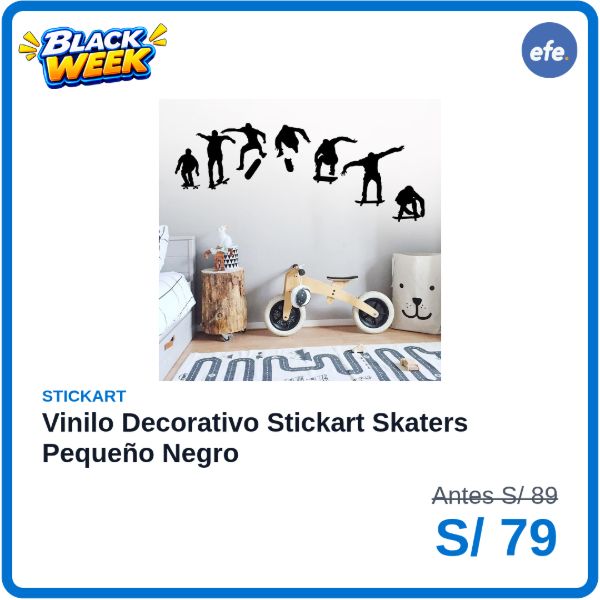 BLACK
WEEK
efe.
STICKART
Vinilo Decorativo Stickart Skaters
Pequeño Negro
Antes S/ 89
S/ 79